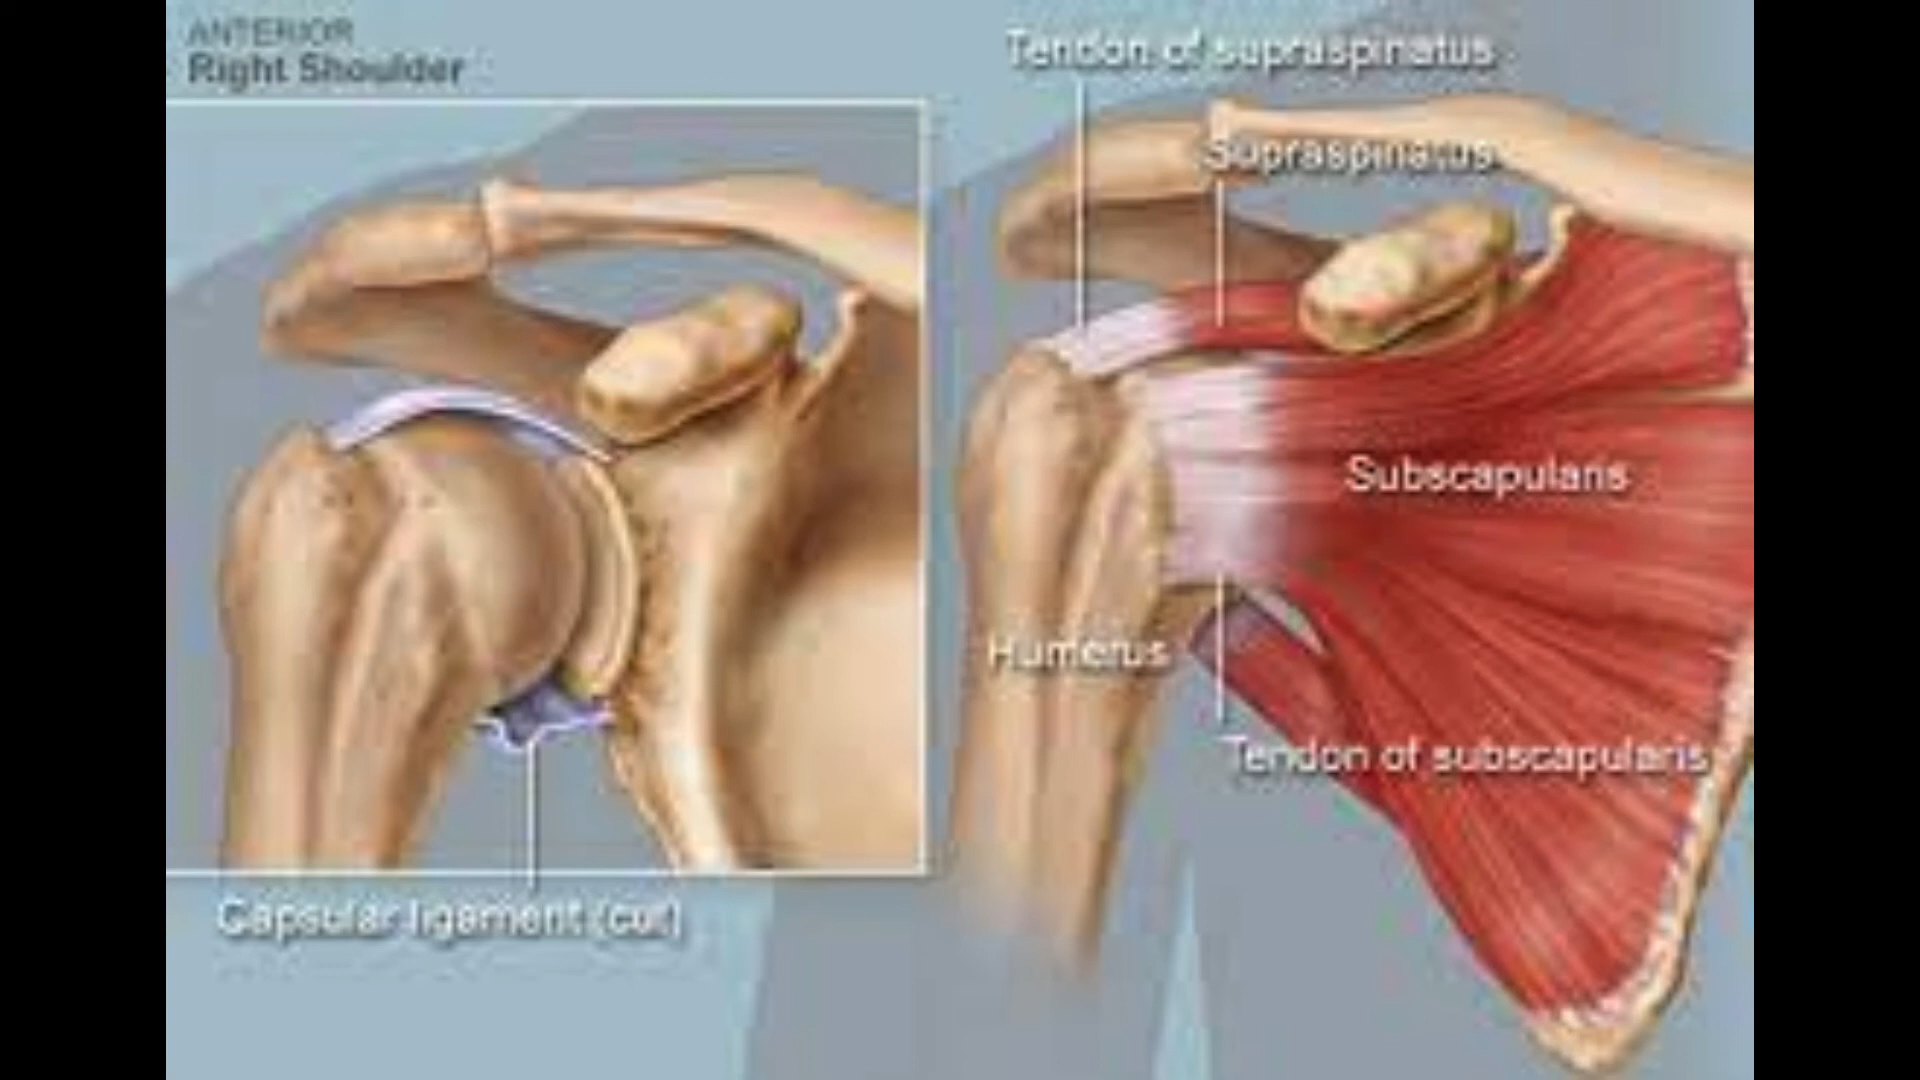 ANTERIOR
Right Shoulder
Tendon of supraspinatus
Supraspinatus
Subscapularis
Humerus
Tendon of subscapularis
Capsular ligament (cut)